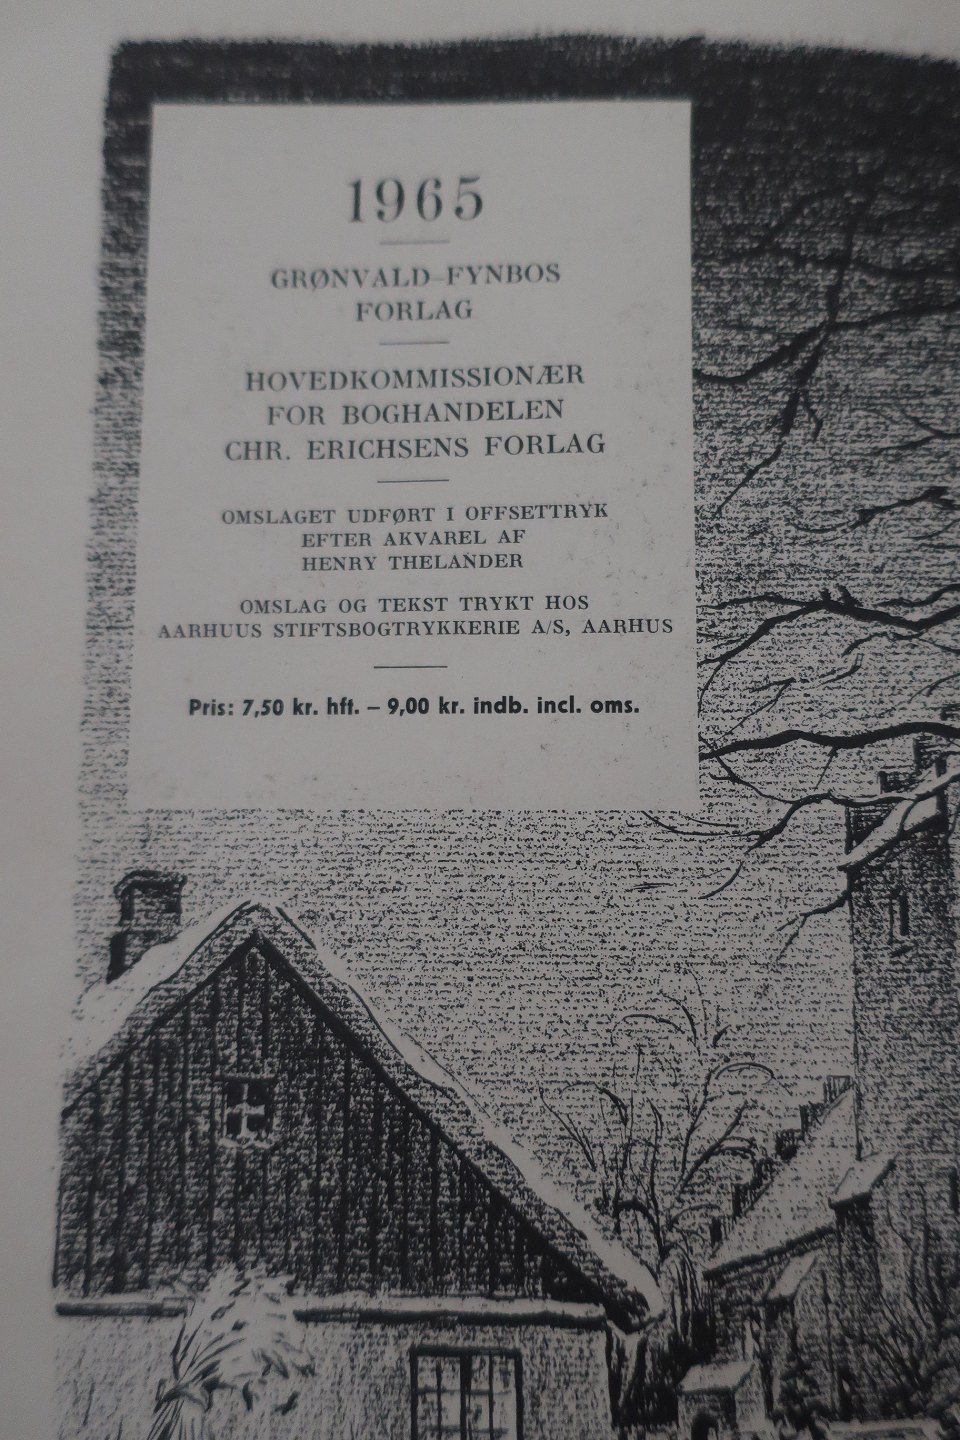 1965
GRØNVALD-FYNBOS
FORLAG
HOVEDKOMMISSIONÆR
FOR BOGHANDELEN
CHR. ERICHSENS FORLAG
OMSLAGET UDFØRT I OFFSETTRYK
EFTER AKVAREL AF
HENRY THELANDER
OMSLAG OG TEKST TRYKT HOS
AARHUUS STIFTSBOGTRYKKERIE A/S, AARHUS
Pris: 7,50 kr. hft. – 9,00 kr. indb. incl. oms.